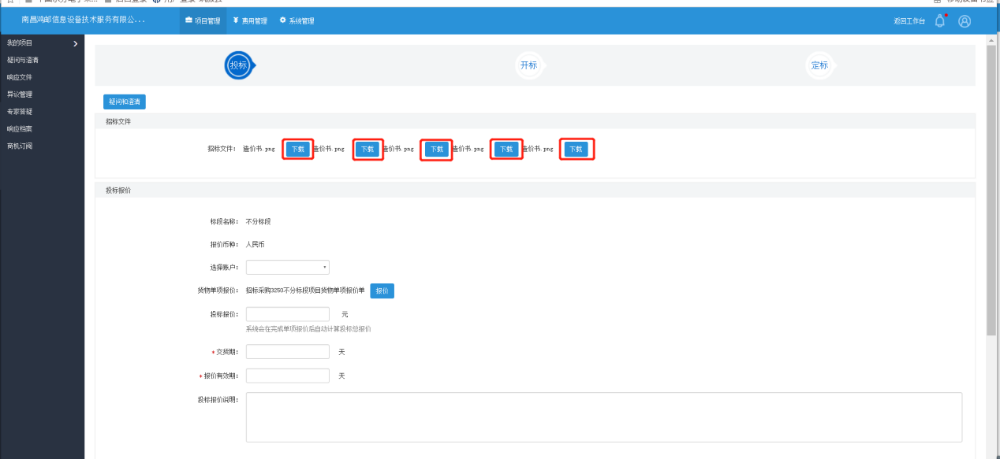 南昌鸿邮信息设备技术服务有限公... 项目管理 费用管理 系统管理 返回工作台
我的项目
疑问与澄清
响应文件
异议管理
专家答疑
响应档案
商机订阅
投标 开标 定标
疑问和澄清
招标文件
招标文件： 造价书.png 下载 造价书.png 下载 造价书.png 下载 造价书.png 下载 造价书.png 下载
投标报价
标段名称： 不分标段
报价币种： 人民币
选择账户：
货物单项报价： 招标采购3250不分标段项目货物单项报价单 报价
投标报价： 元
系统会在完成单项报价后自动计算投标总报价
* 交货期： 天
* 报价有效期： 天
投标报价说明：